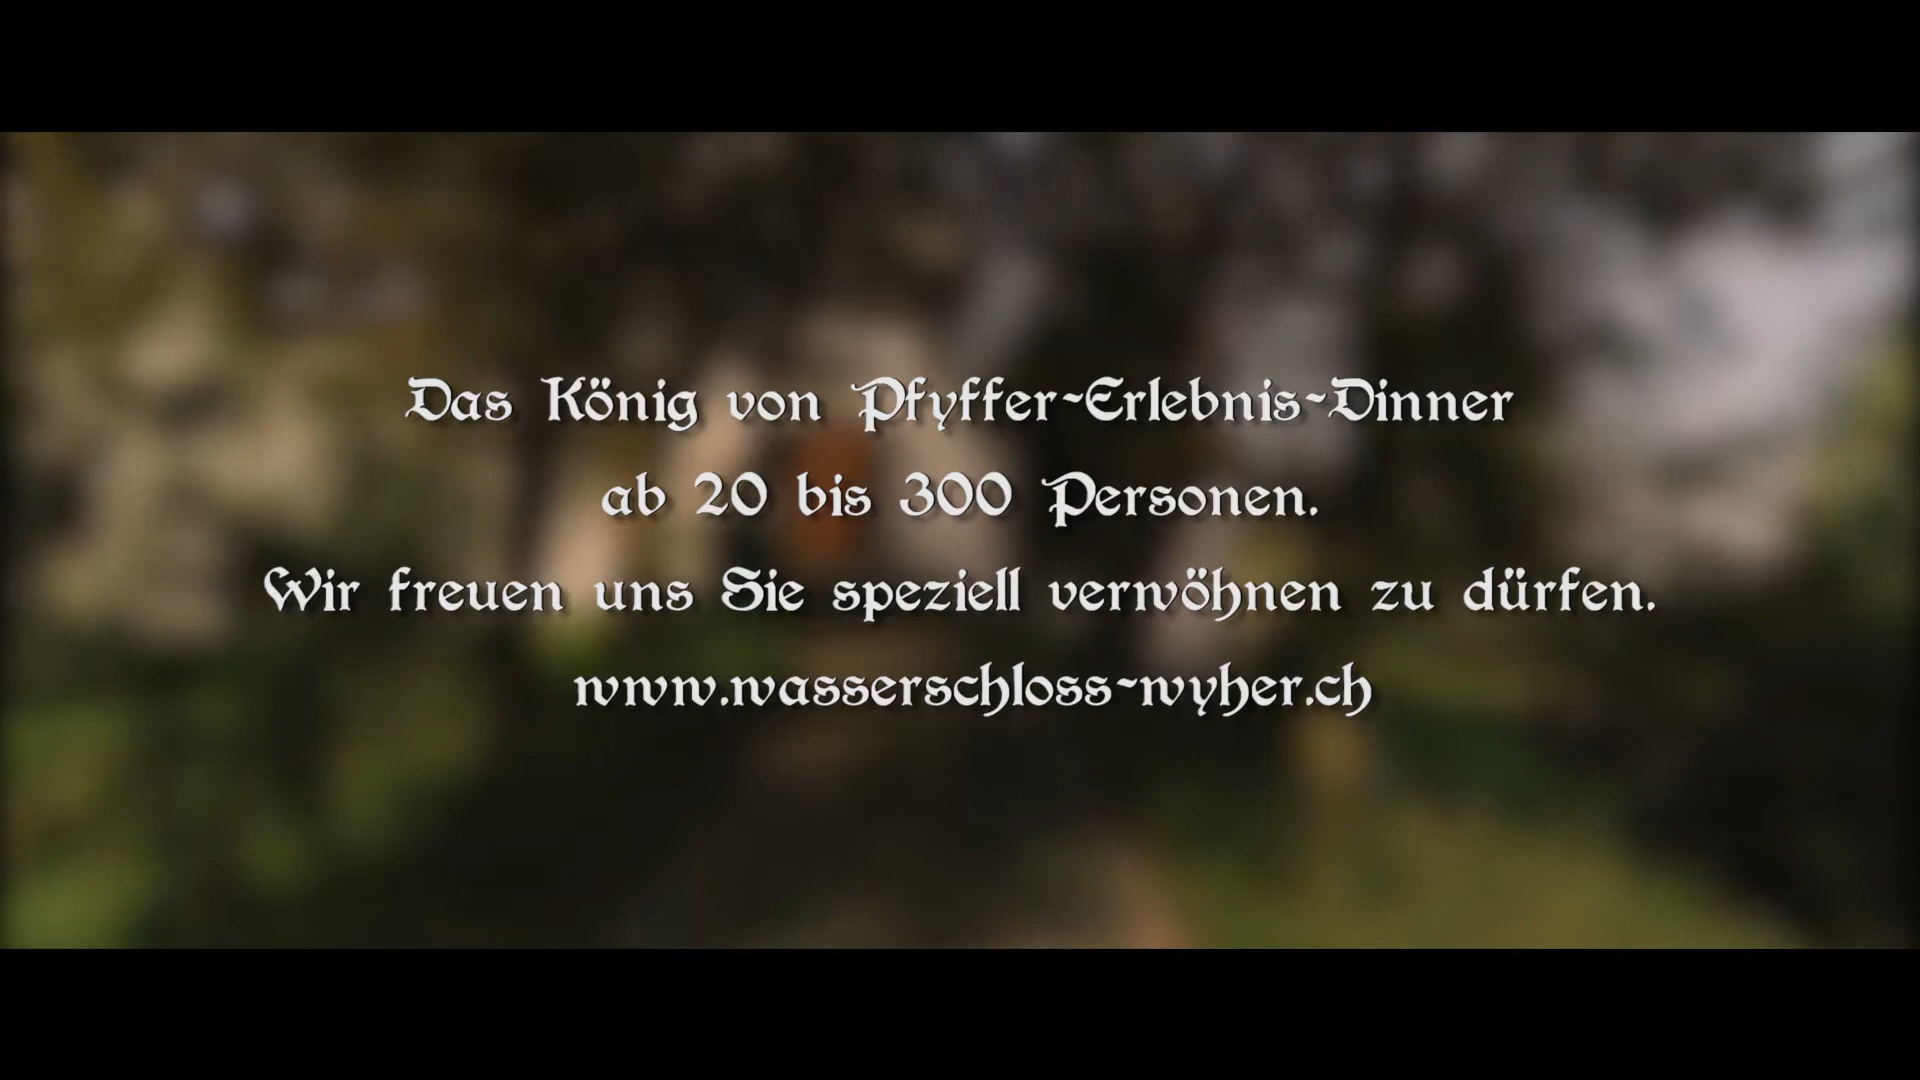 Das König von Pfyffer-Erlebnis-Dinner
ab 20 bis 300 Personen.
Wir freuen uns Sie speziell verwöhnen zu dürfen.
www.wasserschloss-wyher.ch